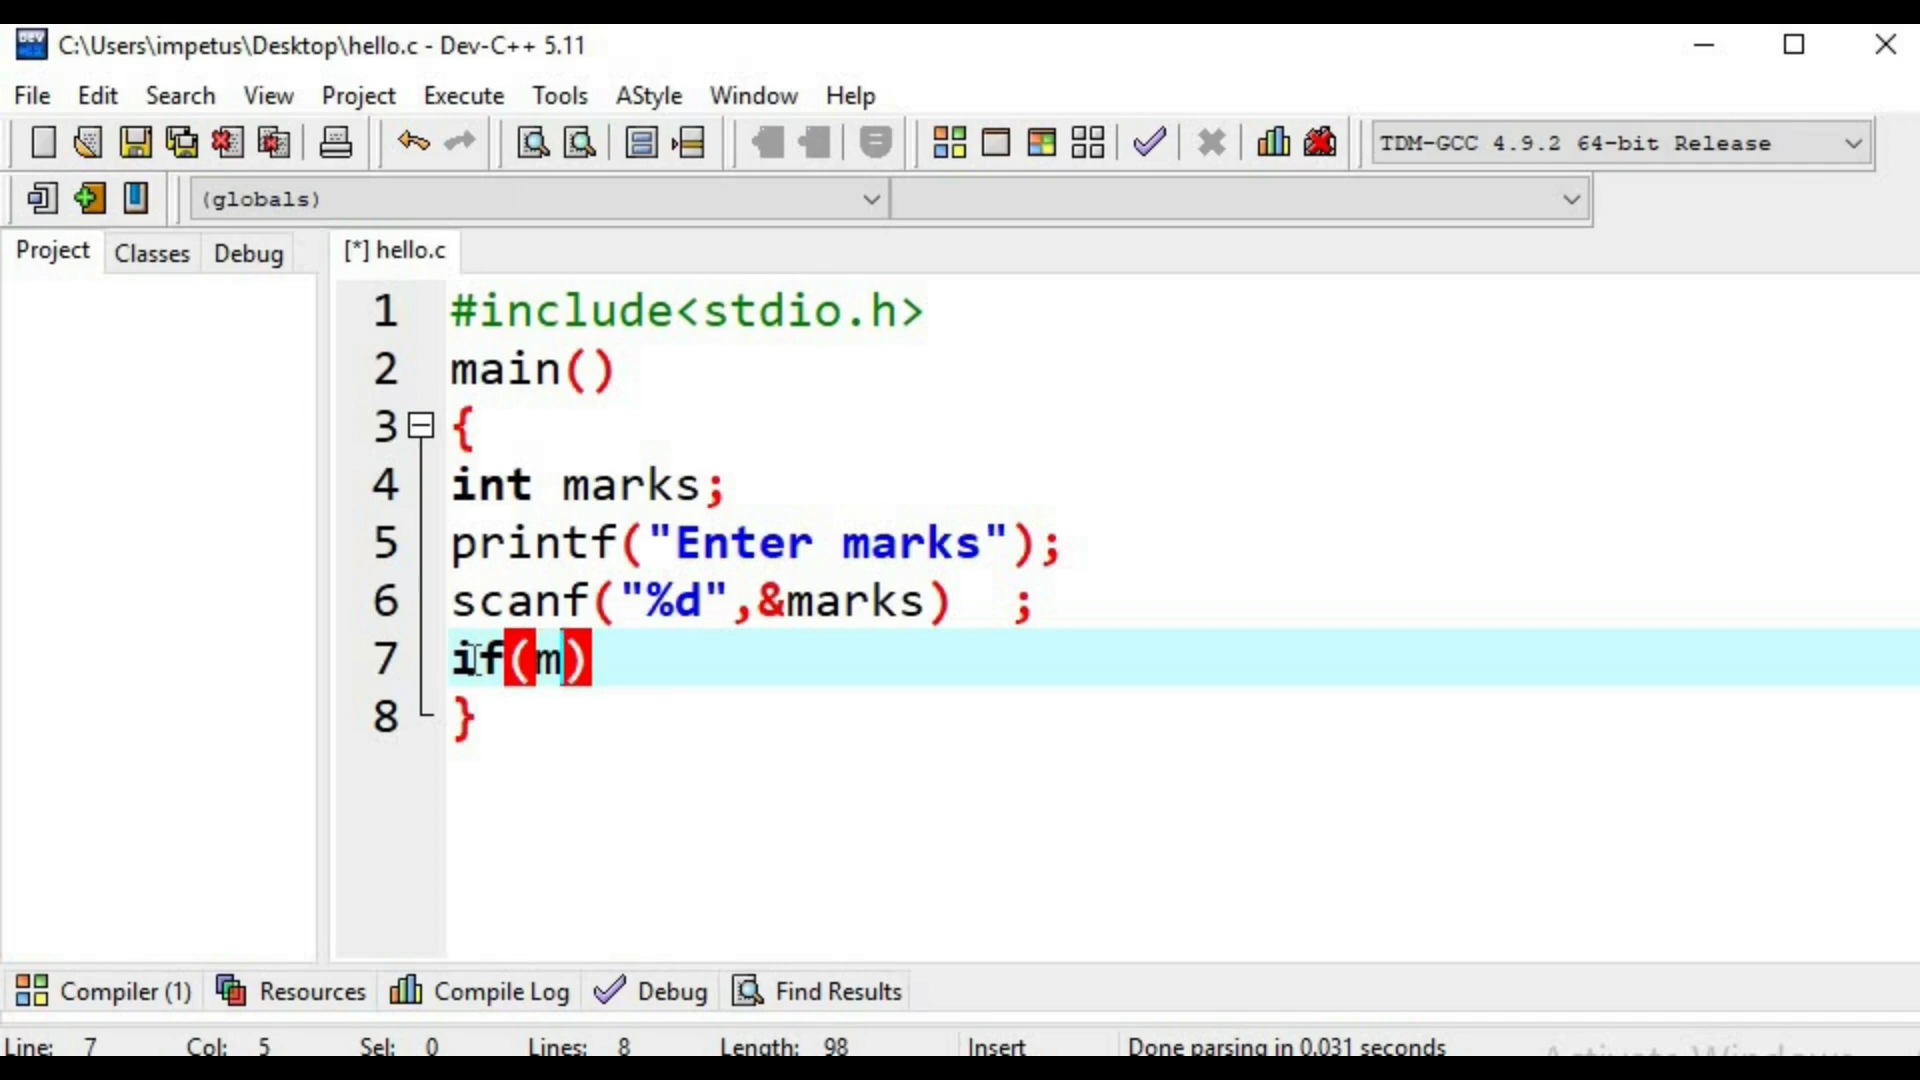 C:\Users\impetus\Desktop\hello.c - Dev-C++ 5.11
File Edit Search View Project Execute Tools AStyle Window Help
TDM-GCC 4.9.2 64-bit Release
(globals)
Project Classes Debug [*] hello.c
1 #include<stdio.h>
2 main()
3 {
4 int marks;
5 printf("Enter marks");
6 scanf("%d",&marks)  ;
7 if(m)
8 }
Compiler (1) Resources Compile Log Debug Find Results
Line: 7 Col: 5 Sel: 0 Lines: 8 Length: 98 Insert Done parsing in 0.031 seconds